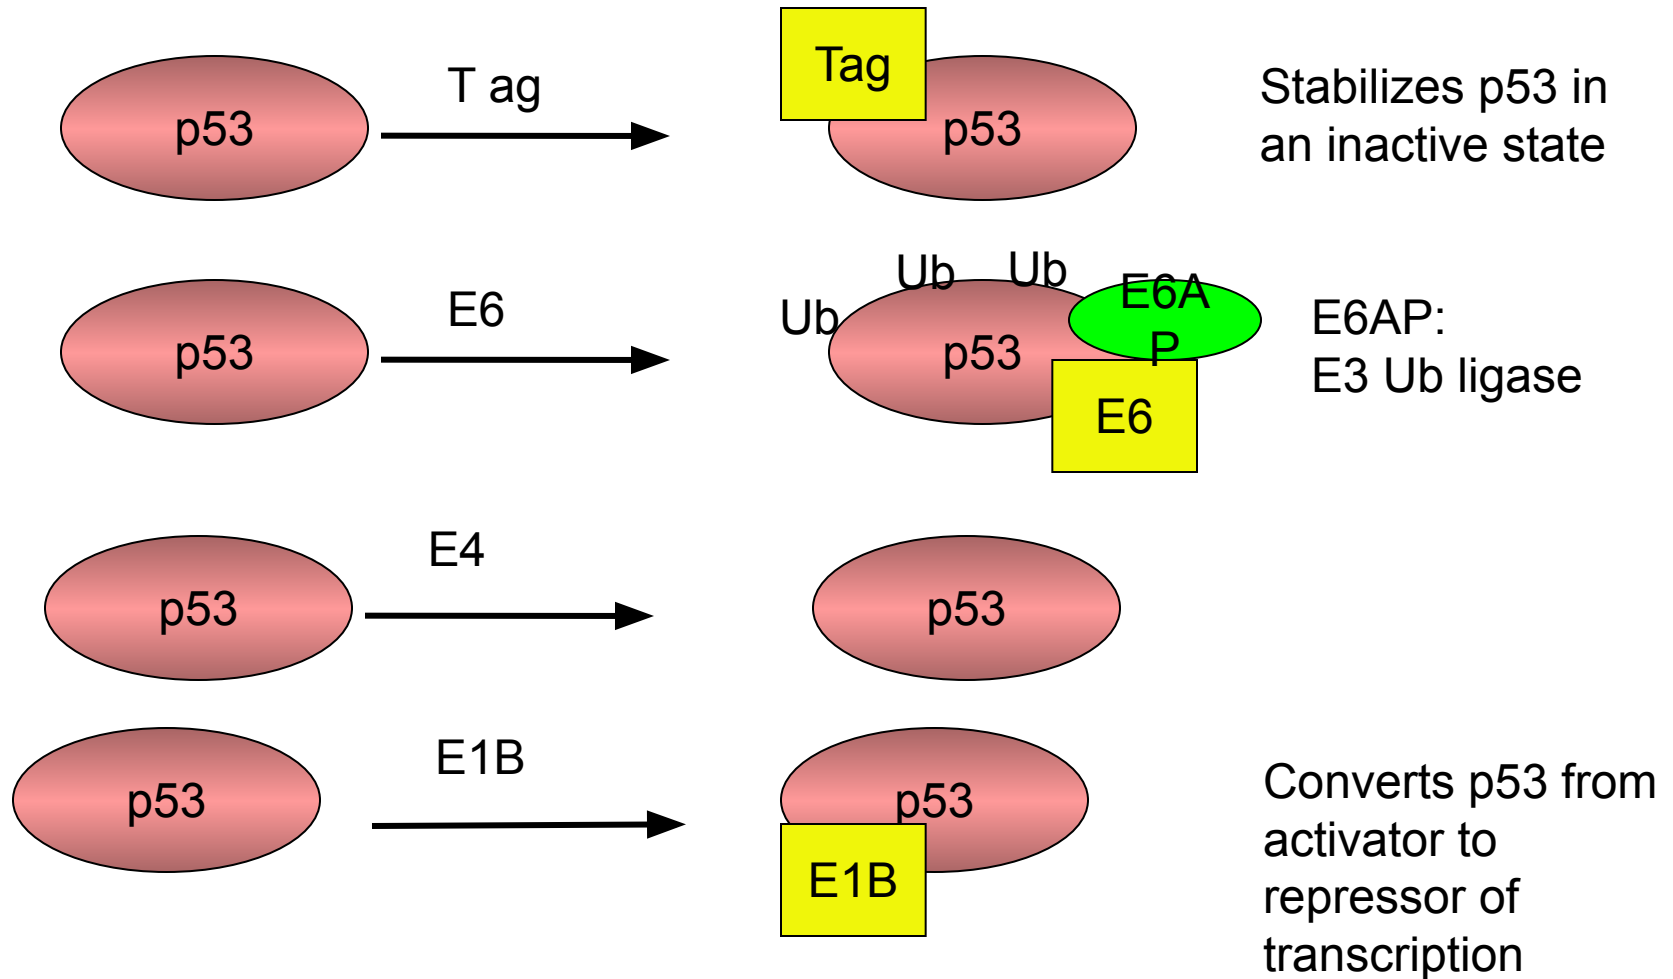 p53
T ag
Tag
p53
Stabilizes p53 in
an inactive state
p53
E6
Ub
Ub
Ub
p53
E6A
P
E6
E6AP:
E3 Ub ligase
p53
E4
p53
p53
E1B
p53
E1B
Converts p53 from
activator to
repressor of
transcription